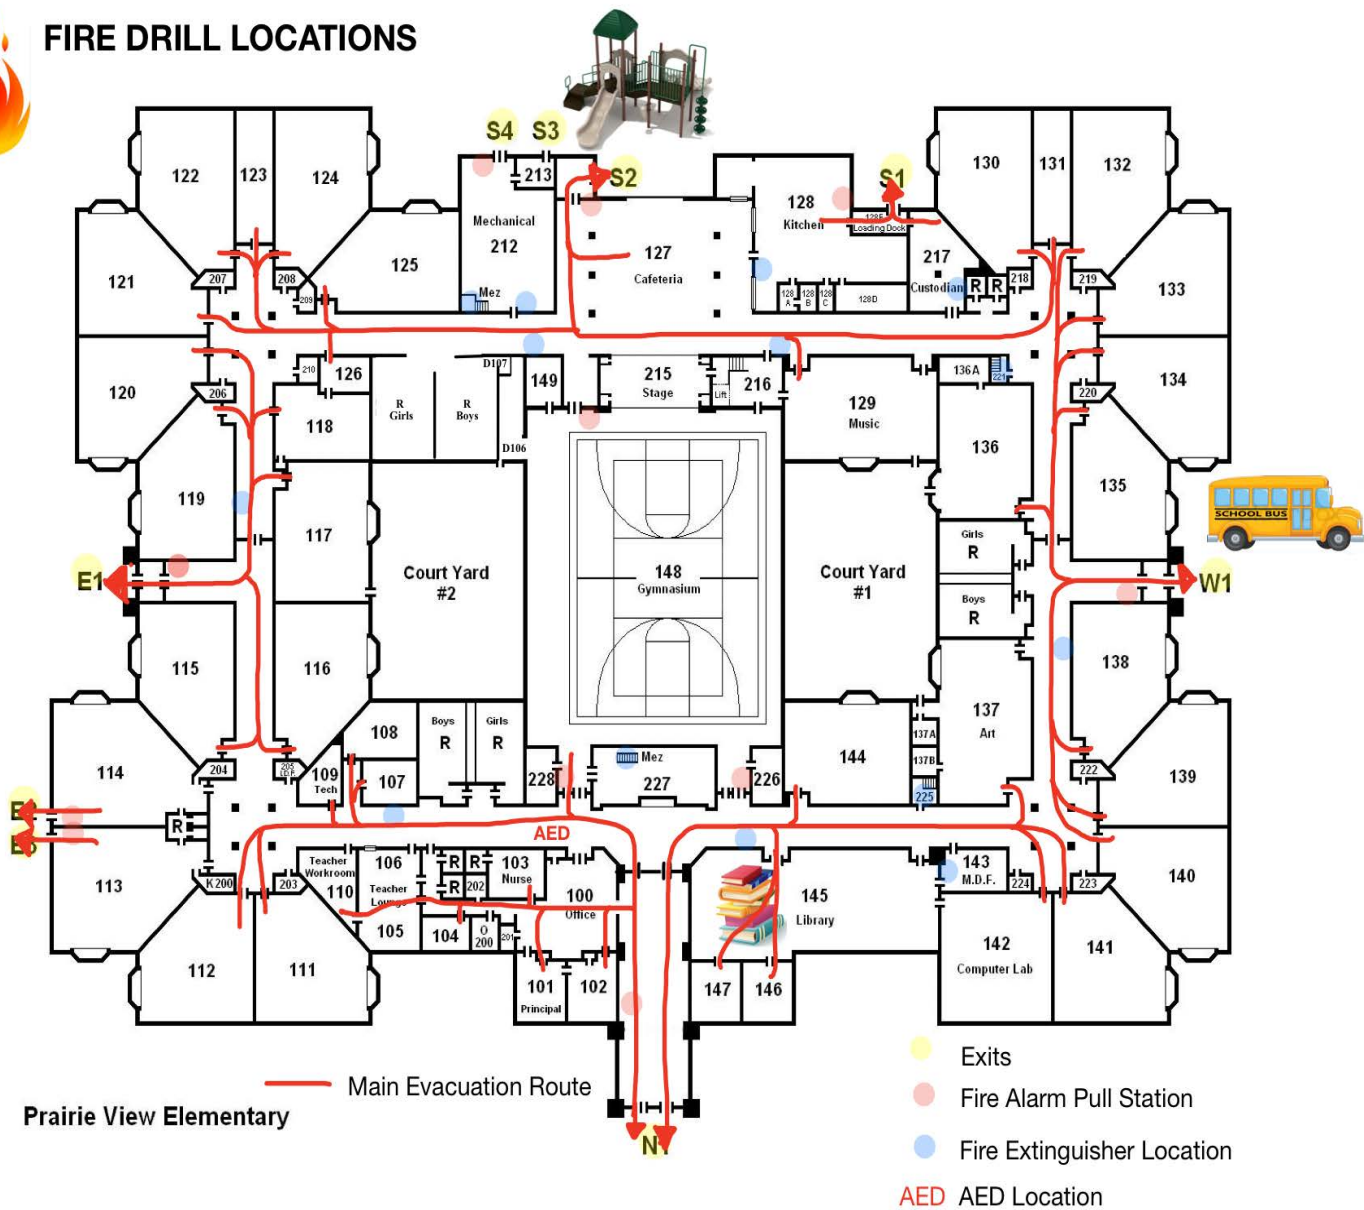 FIRE DRILL LOCATIONS
S4 S3
S2
S1
122 123 124
213
Mechanical
212
Mez
125
121
207 208
209
127
Cafeteria
128
Kitchen
Loading Dock
217
Custodian
R R
128 A
128 B
128 C
128D
130 131 132
218 219
133
120
206
210
126
118
R
Girls
R
Boys
D107
D106
149
215
Stage
Lift
216
129
Music
136A
221
136
220
134
135
SCHOOL BUS
119
117
E1
Court Yard
#2
148
Gymnasium
Court Yard
#1
Girls
R
Boys
R
W1
115
116
138
114
204
205
I.D.F.
109
Tech
108
107
Boys
R
Girls
R
228
Mez
227
226
144
137
Art
137A
137B
225
222
139
R
AED
113
K200
203
Teacher
Workroom
110
106
Teacher
105
R R
R
202
103
Nurse
104
O
200
201
100
Office
101
Principal
102
112
111
145
Library
147
146
143
M.D.F.
224
223
142
Computer Lab
141
140
Main Evacuation Route
Prairie View Elementary
Exits
Fire Alarm Pull Station
Fire Extinguisher Location
AED AED Location